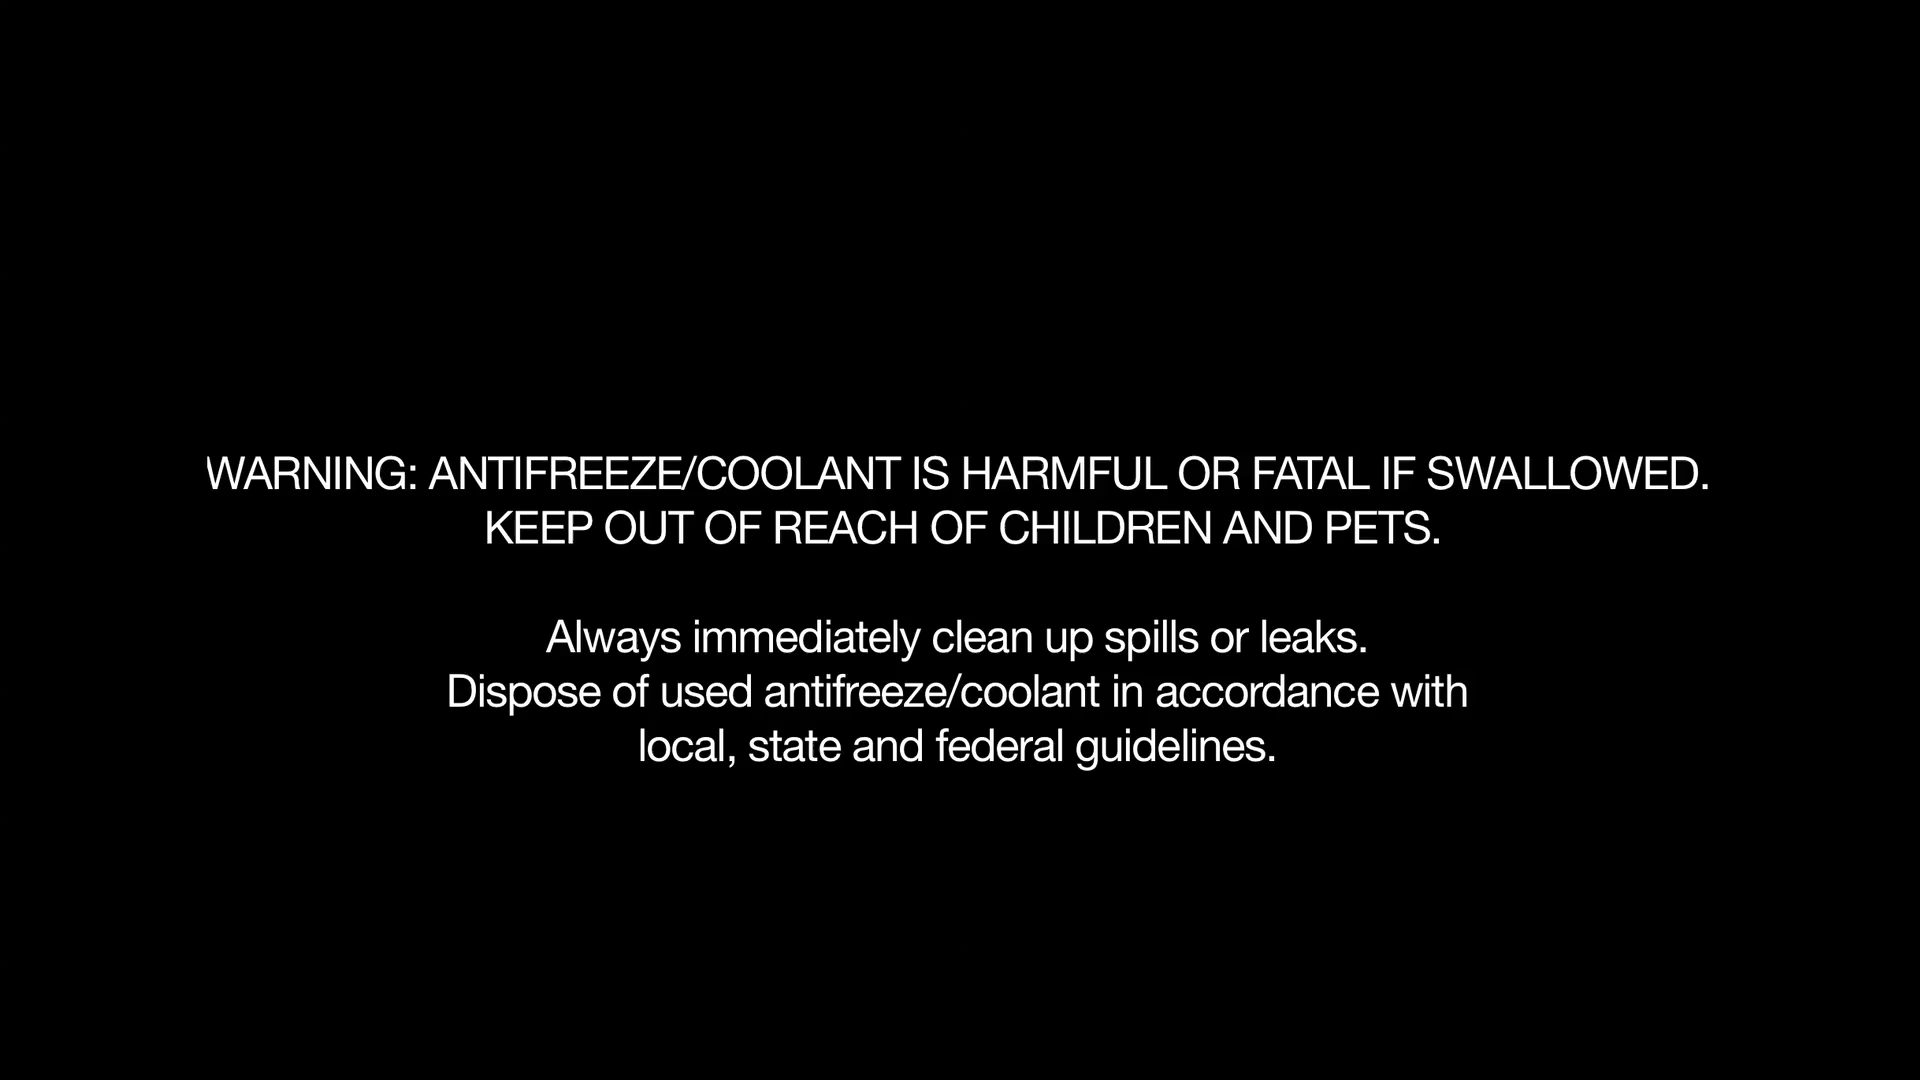 WARNING: ANTIFREEZE/COOLANT IS HARMFUL OR FATAL IF SWALLOWED.
KEEP OUT OF REACH OF CHILDREN AND PETS.
Always immediately clean up spills or leaks.
Dispose of used antifreeze/coolant in accordance with
local, state and federal guidelines.